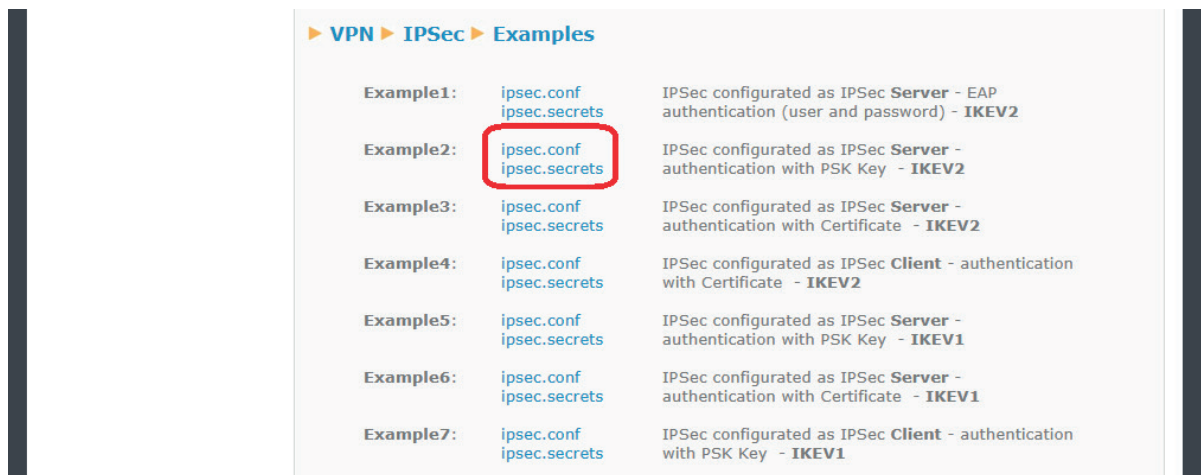 VPN IPSec Examples
Example1: ipsec.conf IPSec configurated as IPSec Server - EAP
ipsec.secrets authentication (user and password) - IKEV2
Example2: ipsec.conf IPSec configurated as IPSec Server -
ipsec.secrets authentication with PSK Key - IKEV2
Example3: ipsec.conf IPSec configurated as IPSec Server -
ipsec.secrets authentication with Certificate - IKEV2
Example4: ipsec.conf IPSec configurated as IPSec Client - authentication
ipsec.secrets with Certificate - IKEV2
Example5: ipsec.conf IPSec configurated as IPSec Server -
ipsec.secrets authentication with PSK Key - IKEV1
Example6: ipsec.conf IPSec configurated as IPSec Server -
ipsec.secrets authentication with Certificate - IKEV1
Example7: ipsec.conf IPSec configurated as IPSec Client - authentication
ipsec.secrets with PSK Key - IKEV1